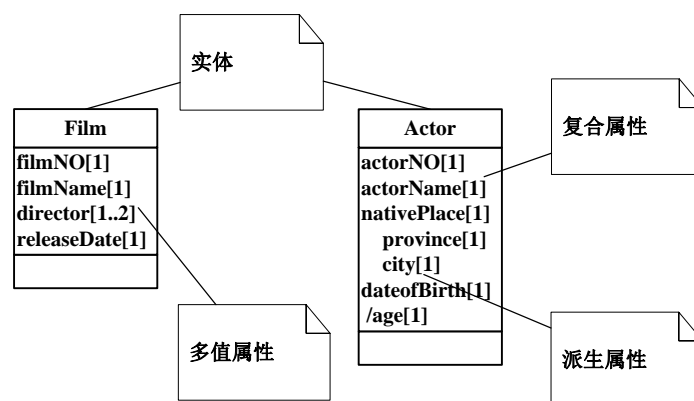 实体
Film
filmNO[1]
filmName[1]
director[1..2]
releaseDate[1]
Actor
actorNO[1]
actorName[1]
nativePlace[1]
province[1]
city[1]
dateofBirth[1]
/age[1]
复合属性
多值属性
派生属性